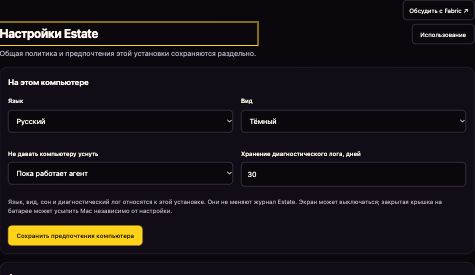 Обсудить с Fabric ↗
Настройки Estate
Использование
Общая политика и предпочтения этой установки сохраняются раздельно.
На этом компьютере
Язык
Вид
Русский
Тёмный
Не давать компьютеру уснуть
Хранение диагностического лога, дней
Пока работает агент
30
Язык, вид, сон и диагностический лог относятся к этой установке. Они не меняют журнал Estate. Экран может выключаться; закрытая крышка на
батарее может усыпить Mac независимо от настройки.
Сохранить предпочтения компьютера